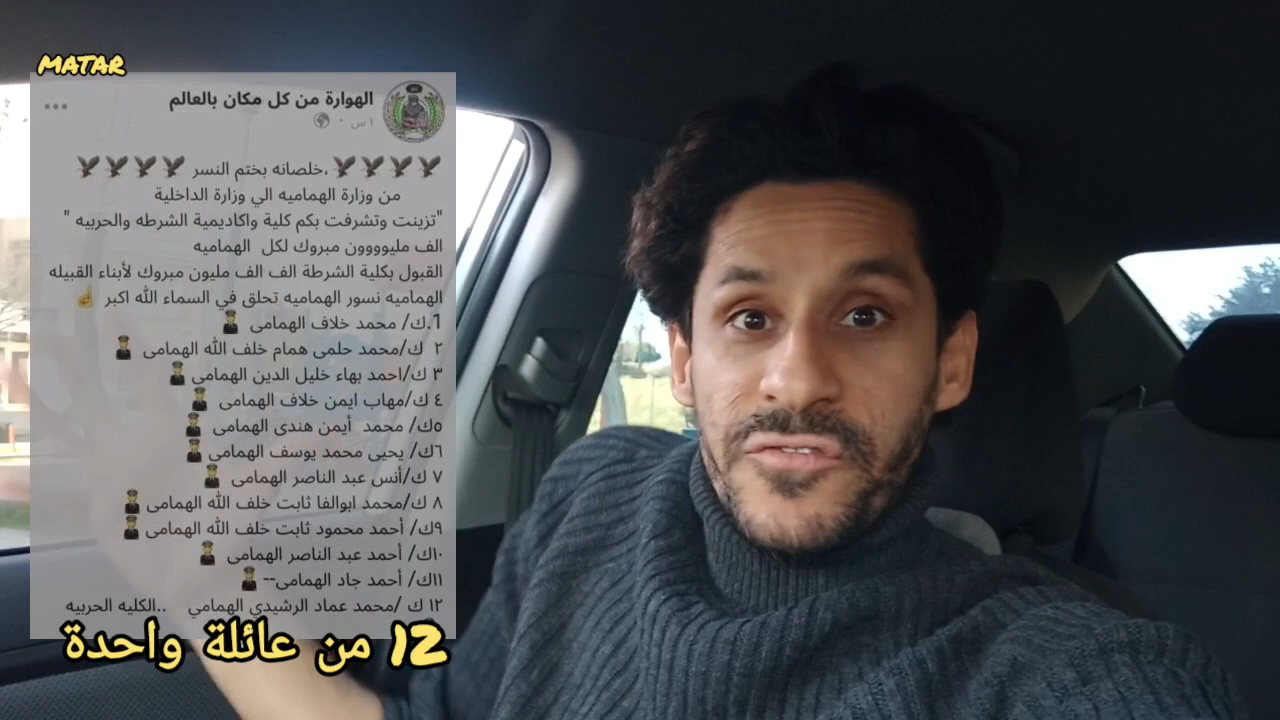 MATAR
الهوارة من كل مكان بالعالم
١ س
🦅🦅🦅🦅،خلصانه بختم النسر 🦅🦅🦅🦅
من وزارة الهماميه الي وزارة الداخلية
"تزينت وتشرفت بكم كلية واكاديمية الشرطه والحربيه "
الف مليوووون مبروك لكل الهماميه
القبول بكلية الشرطة الف الف مليون مبروك لأبناء القبيله
الهماميه نسور الهماميه تحلق في السماء الله اكبر ☝️
1.ك/ محمد خلاف الهمامى
٢ ك/محمد حلمى همام خلف الله الهمامى
٣ ك/احمد بهاء خليل الدين الهمامى
٤ ك/مهاب ايمن خلاف الهمامى
٥ك/ محمد أيمن هندى الهمامى
٦ك/ يحيى محمد يوسف الهمامى
٧ ك/أنس عبد الناصر الهمامى
٨ ك/محمد ابوالفا ثابت خلف الله الهمامى
٩ك/ أحمد محمود ثابت خلف الله الهمامى
١٠ك/ أحمد عبد الناصر الهمامى
١١ك/ أحمد جاد الهمامى--
١٢ ك /محمد عماد الرشيدي الهمامي ..الكليه الحربيه
12 من عائلة واحدة